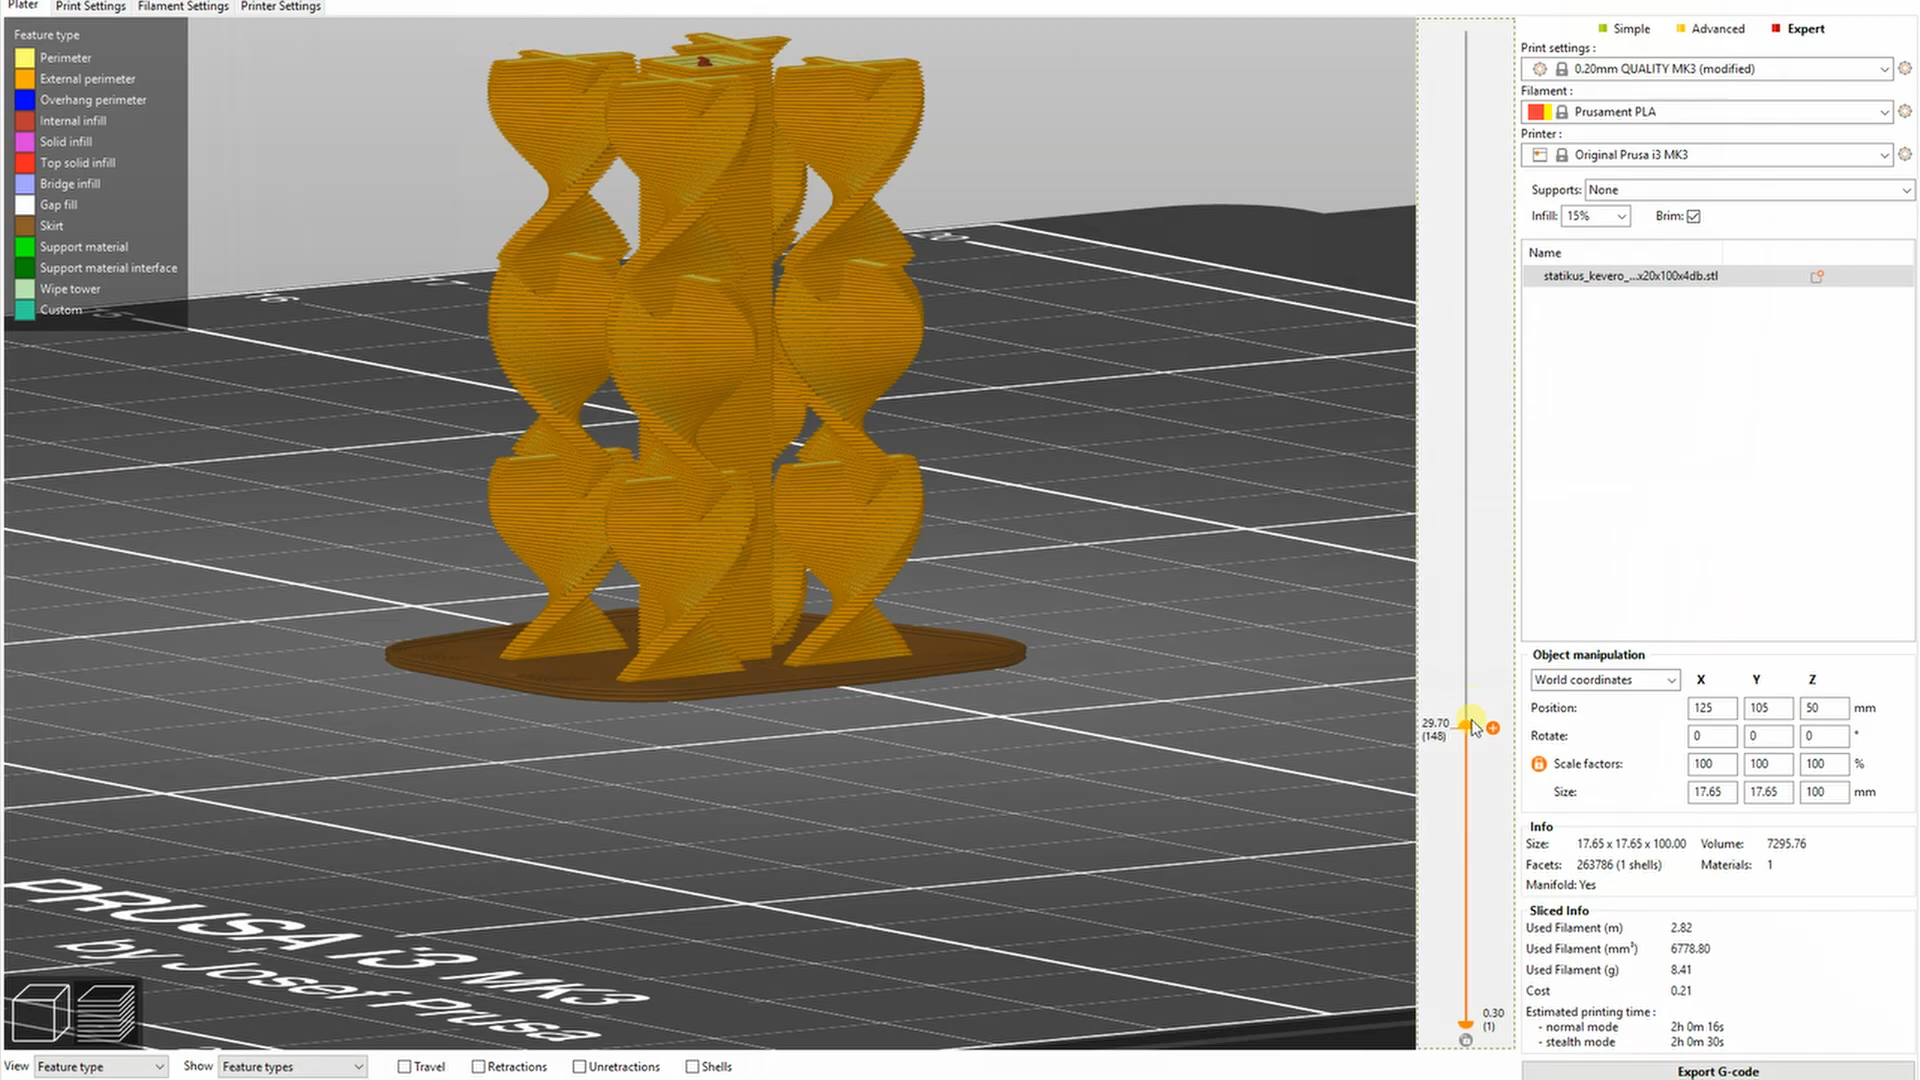 Plater Print Settings Filament Settings Printer Settings
Feature type
Perimeter
External perimeter
Overhang perimeter
Internal infill
Solid infill
Top solid infill
Bridge infill
Gap fill
Skirt
Support material
Support material interface
Wipe tower
Custom
PRUSA i3 MK3
by Josef Prusa
29.70
(148)
0.30
(1)
Simple Advanced Expert
Print settings :
0.20mm QUALITY MK3 (modified)
Filament :
Prusament PLA
Printer :
Original Prusa i3 MK3
Supports: None
Infill: 15% Brim:
Name
statikus_kevero_...x20x100x4db.stl
Object manipulation
World coordinates X Y Z
Position: 125 105 50 mm
Rotate: 0 0 0 °
Scale factors: 100 100 100 %
Size: 17.65 17.65 100 mm
Info
Size: 17.65 x 17.65 x 100.00 Volume: 7295.76
Facets: 263786 (1 shells) Materials: 1
Manifold: Yes
Sliced Info
Used Filament (m) 2.82
Used Filament (mm³) 6778.80
Used Filament (g) 8.41
Cost 0.21
Estimated printing time :
- normal mode 2h 0m 16s
- stealth mode 2h 0m 30s
Export G-code
View Feature type Show Feature types Travel Retractions Unretractions Shells